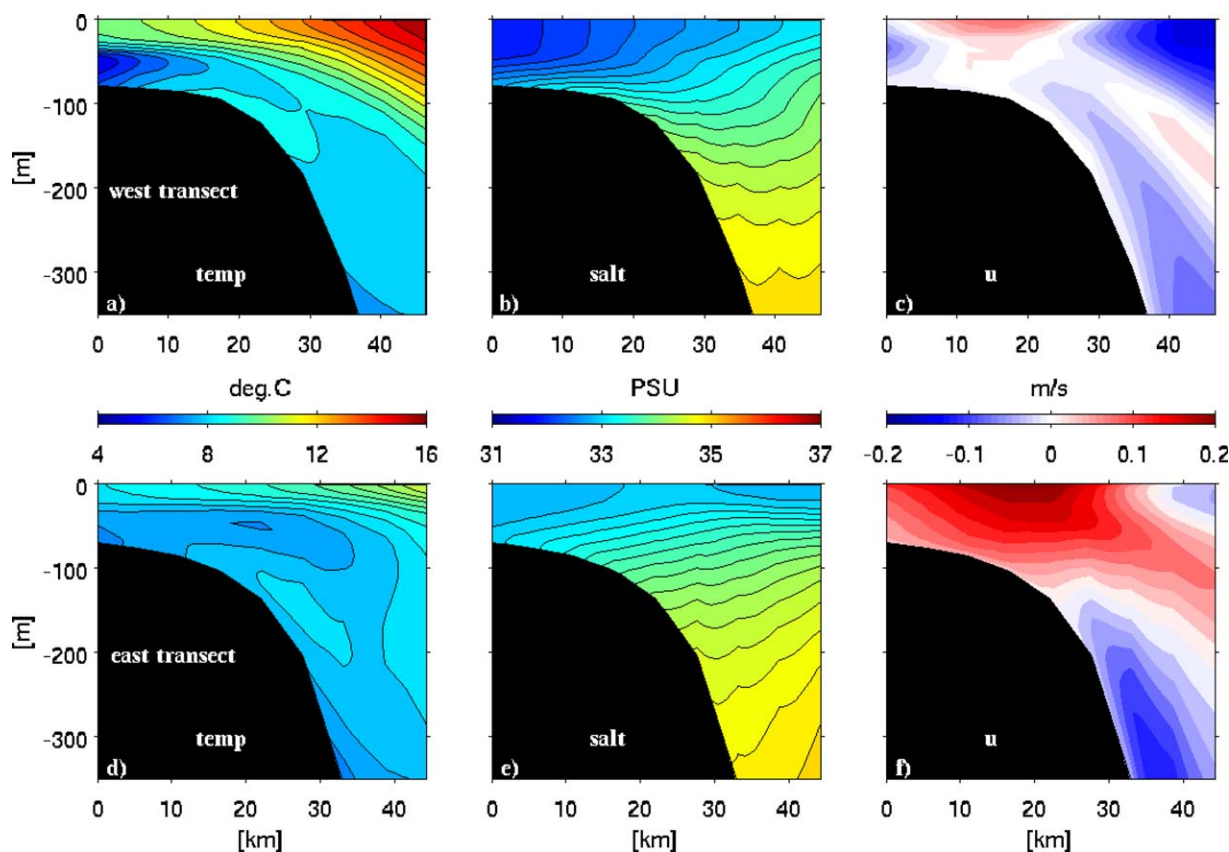 0
-100
-200
-300
[m]
west transect
temp
a)
0 10 20 30 40
salt
b)
0 10 20 30 40
u
c)
0 10 20 30 40
deg.C
4 8 12 16
PSU
31 33 35 37
m/s
-0.2 -0.1 0 0.1 0.2
0
-100
-200
-300
[m]
east transect
temp
d)
0 10 20 30 40
[km]
salt
e)
0 10 20 30 40
[km]
u
f)
0 10 20 30 40
[km]